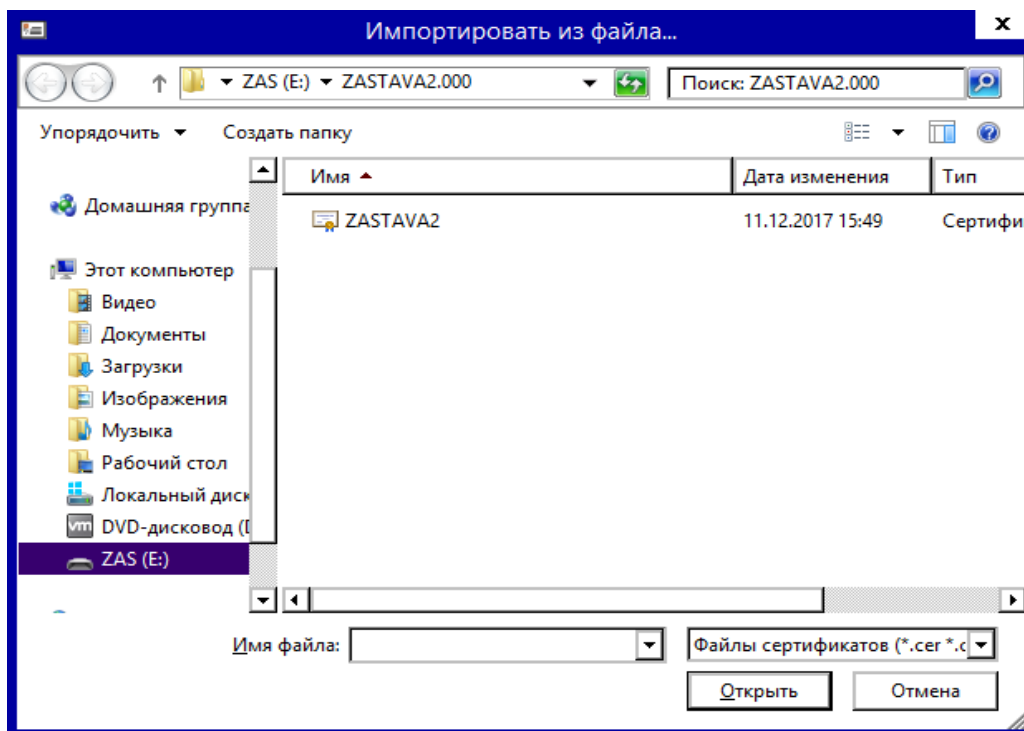 Импортировать из файла...
x
ZAS (E:) ZASTAVA2.000
Поиск: ZASTAVA2.000
Упорядочить
Создать папку
Имя
Дата изменения
Тип
Домашняя группа
ZASTAVA2
11.12.2017 15:49
Сертифи
Этот компьютер
Видео
Документы
Загрузки
Изображения
Музыка
Рабочий стол
Локальный диск
vm DVD-дисковод (D
ZAS (E:)
Имя файла:
Файлы сертификатов (*.cer *.c
Открыть
Отмена